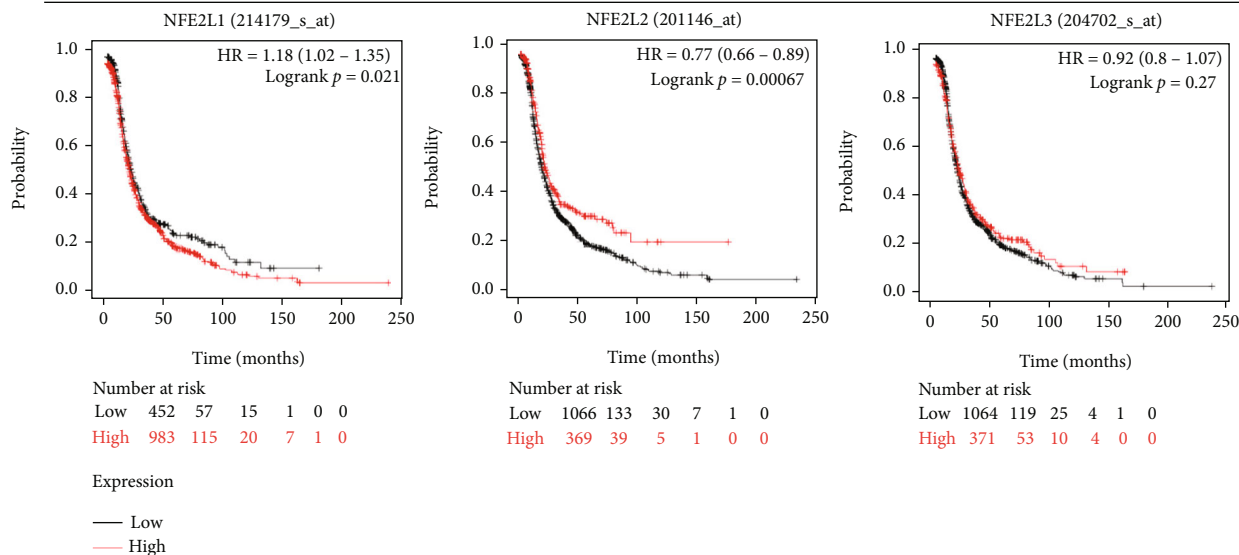 NFE2L1 (214179_s_at)
HR = 1.18 (1.02 – 1.35)
Logrank p = 0.021
Probability
1.0
0.8
0.6
0.4
0.2
0.0
0 50 100 150 200 250
Time (months)
Number at risk
Low 452 57 15 1 0 0
High 983 115 20 7 1 0
NFE2L2 (201146_at)
HR = 0.77 (0.66 – 0.89)
Logrank p = 0.00067
Probability
1.0
0.8
0.6
0.4
0.2
0.0
0 50 100 150 200 250
Time (months)
Number at risk
Low 1066 133 30 7 1 0
High 369 39 5 1 0 0
NFE2L3 (204702_s_at)
HR = 0.92 (0.8 – 1.07)
Logrank p = 0.27
Probability
1.0
0.8
0.6
0.4
0.2
0.0
0 50 100 150 200 250
Time (months)
Number at risk
Low 1064 119 25 4 1 0
High 371 53 10 4 0 0
Expression
Low
High